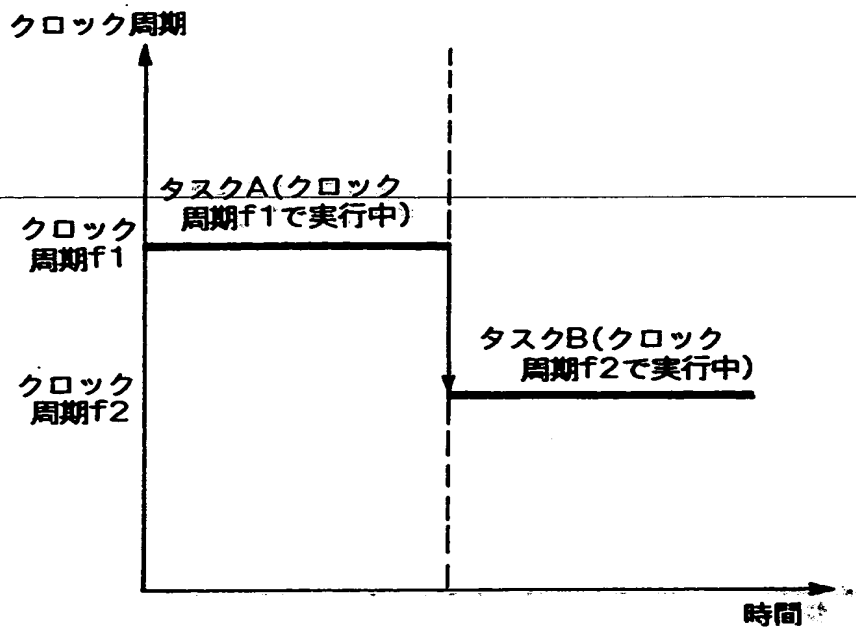 クロック周期
タスクA(クロック
周期f1で実行中)
クロック
周期f1
タスクB(クロック
周期f2で実行中)
クロック
周期f2
時間